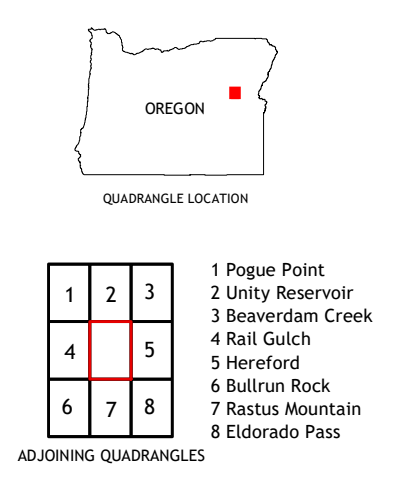 OREGON
QUADRANGLE LOCATION
1 2 3
4 5
6 7 8
ADJOINING QUADRANGLES
1 Pogue Point
2 Unity Reservoir
3 Beaverdam Creek
4 Rail Gulch
5 Hereford
6 Bullrun Rock
7 Rastus Mountain
8 Eldorado Pass